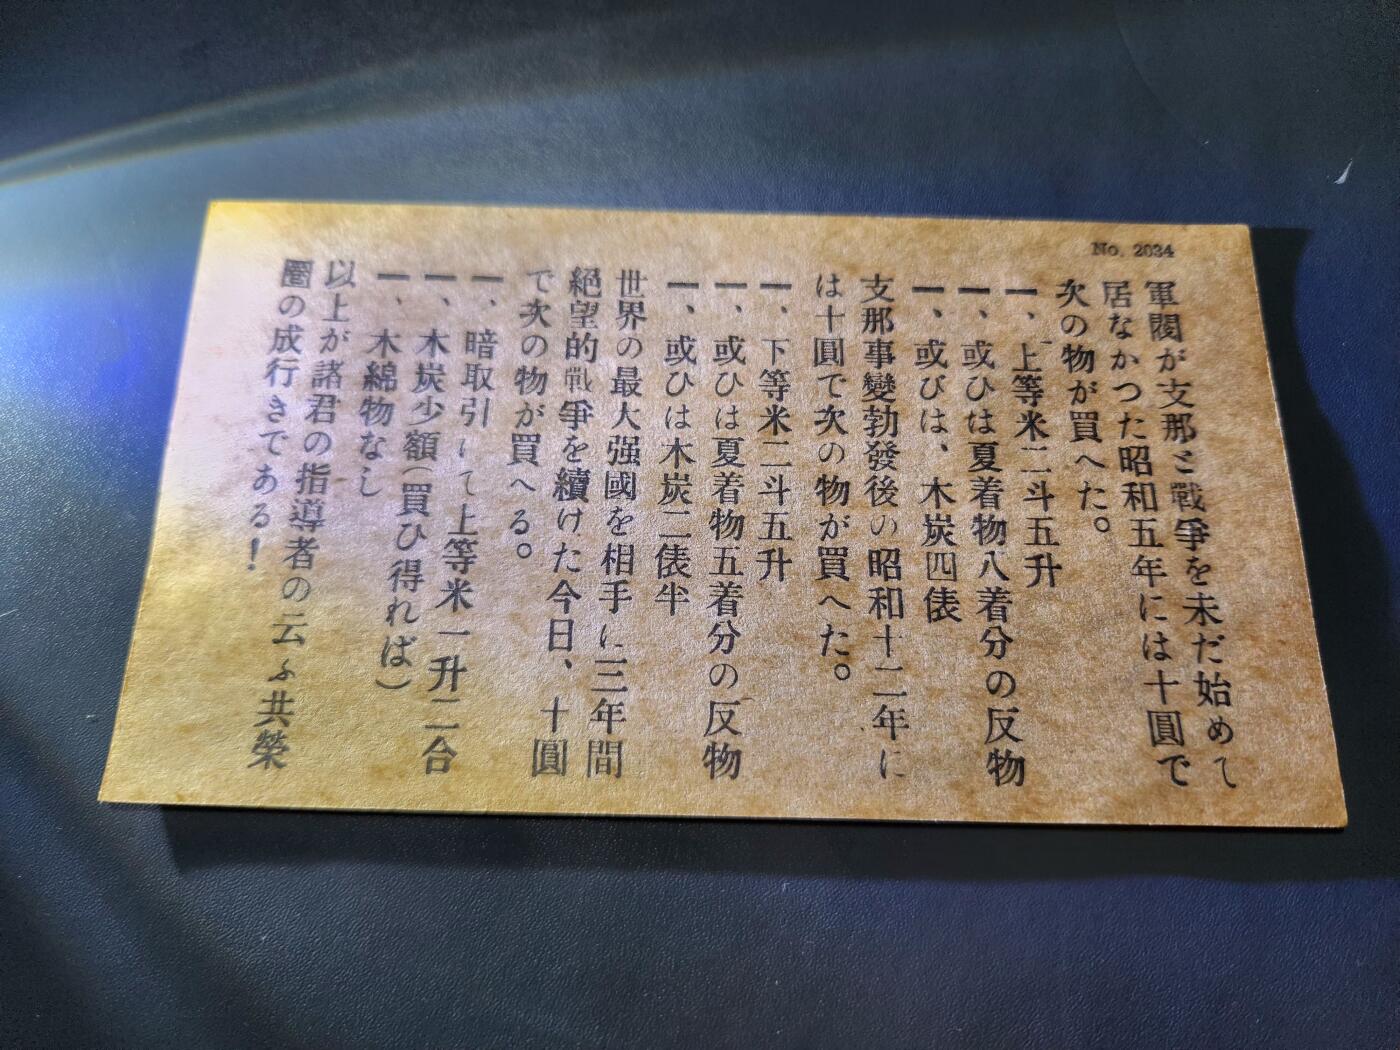 No. 2034
軍閥が支那と戰爭を未だ始めて
居なかつた昭和五年には十圓で
次の物が買へた。
一、上等米二斗五升
一、或ひは夏着物八着分の反物
一、或びは、木炭四俵
支那事變勃發後の昭和十二年に
は十圓で次の物が買へた。
一、下等米二斗五升
一、或ひは夏着物五着分の反物
一、或ひは木炭二俵半
世界の最大强國を相手に三年間
絕望的戰爭を續けた今日、十圓
で次の物が買へる。
一、暗取引にて上等米一升二合
一、木炭少額(買ひ得れば)
一、木綿物なし
以上が諸君の指導者の云ふ共榮
圏の成行きである!